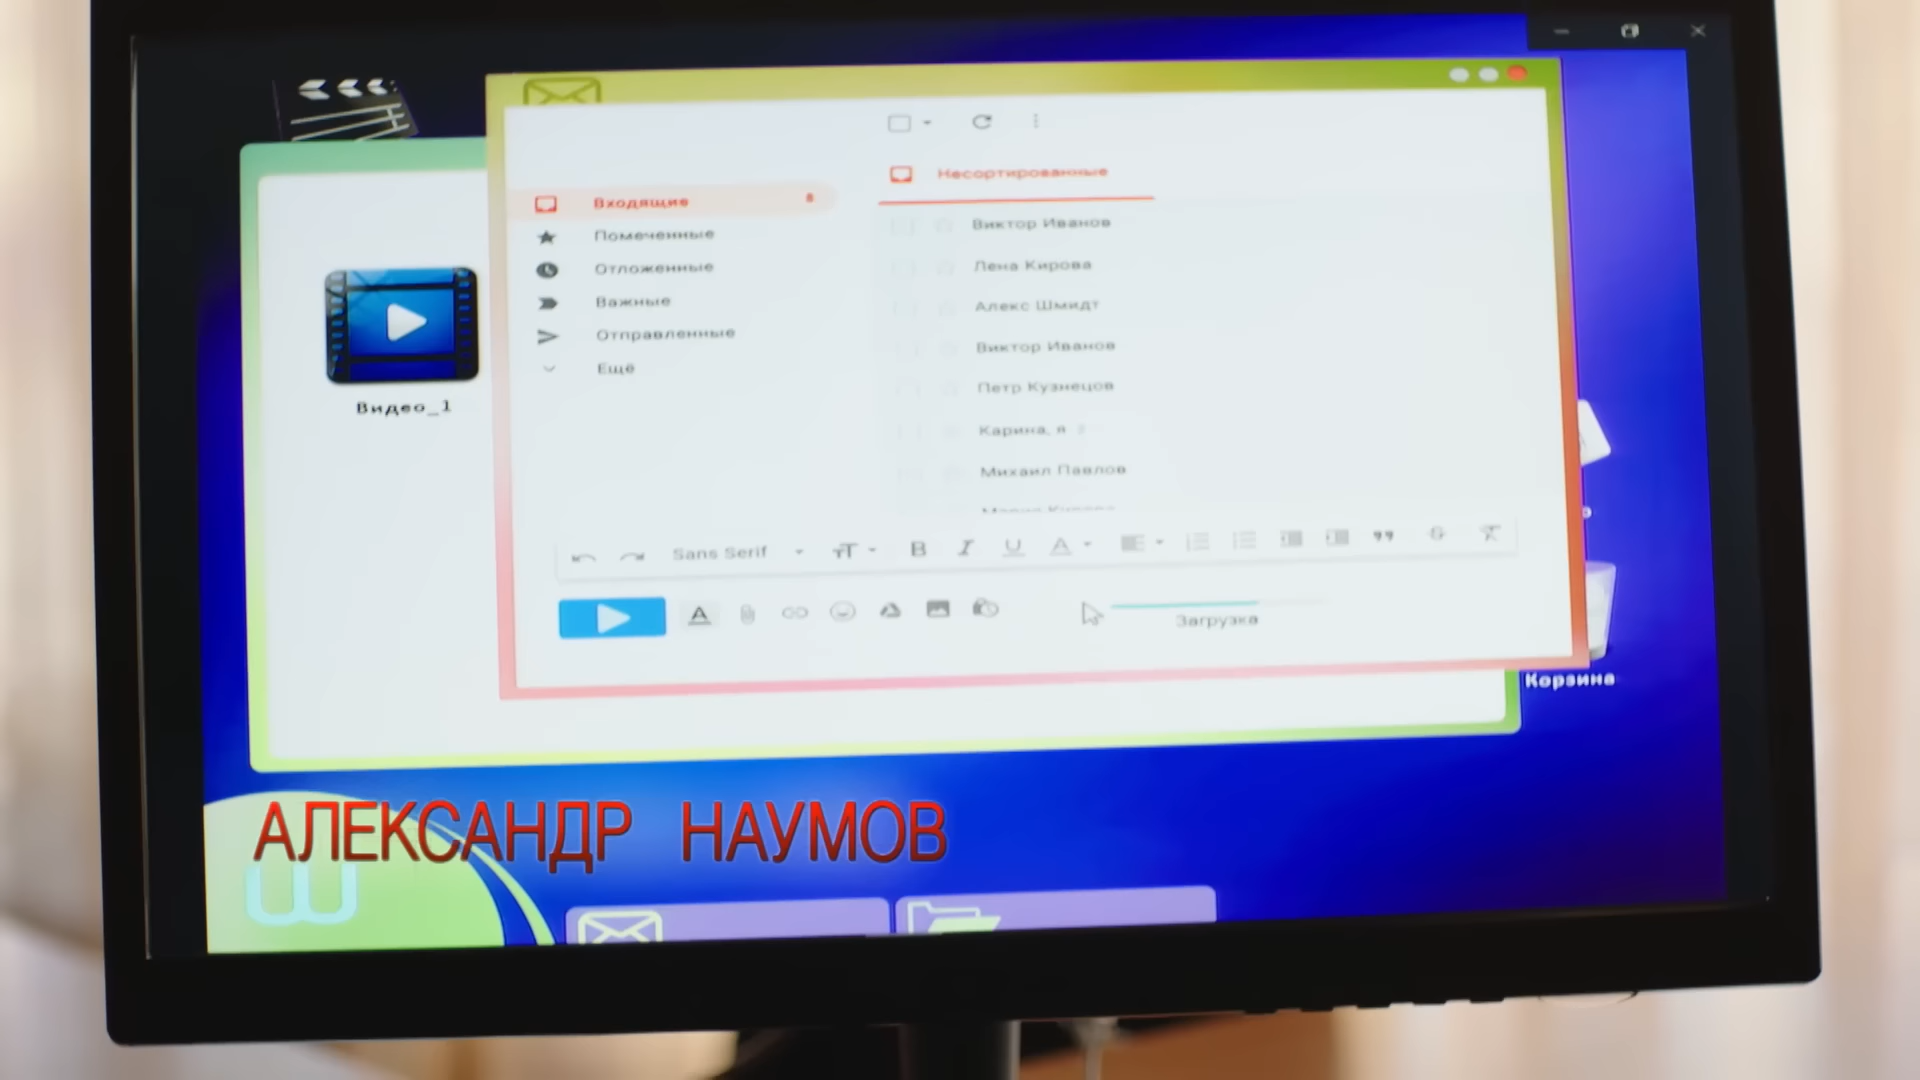 Несортированные
Входящие 8
Помеченные
Отложенные
Важные
Отправленные
Ещё
Виктор Иванов
Лена Кирова
Алекс Шмидт
Виктор Иванов
Петр Кузнецов
Карина, я
Михаил Павлов
Видео_1
Sans Serif
Загрузка
Корзина
АЛЕКСАНДР НАУМОВ